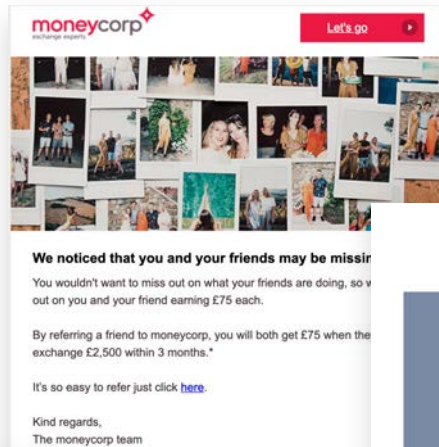 moneycorp
exchange experts
Let's go
We noticed that you and your friends may be
You wouldn't want to miss out on what your friends are doing, so
out on you and your friend earning £75 each.
By referring a friend to moneycorp, you will both get £75 when
exchange £2,500 within 3 months.*
It's so easy to refer just click here.
Kind regards,
The moneycorp team